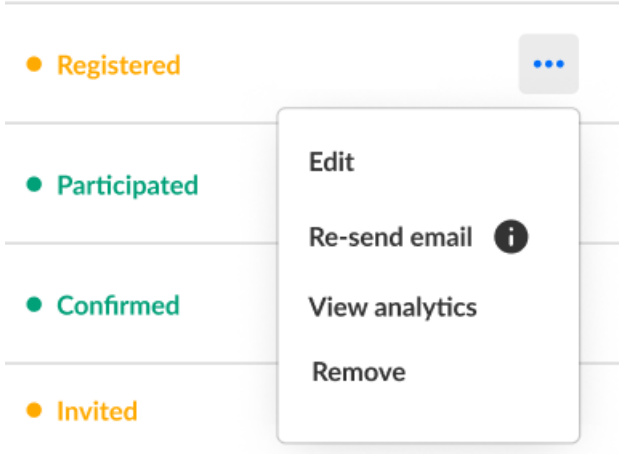 Registered
Edit
Participated
Re-send email
Confirmed
View analytics
Remove
Invited